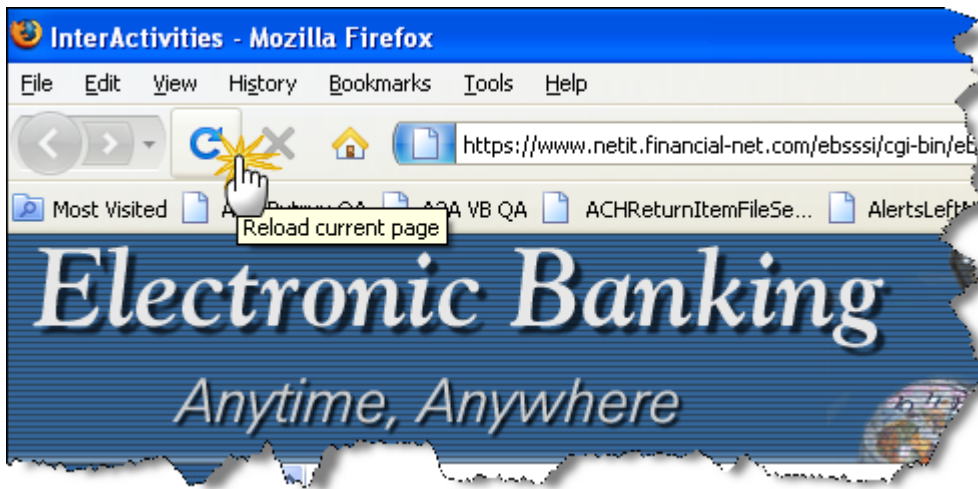 InterActivities - Mozilla Firefox
File Edit View History Bookmarks Tools Help
https://www.netit.financial-net.com/ebsssi/cgi-bin/eb
Most Visited VB QA ACHReturnItemFileSe... AlertsLeft
Reload current page
Electronic Banking
Anytime, Anywhere